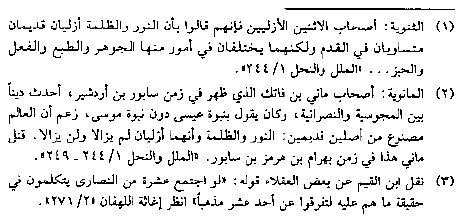 (١) الثنوية: أصحاب الاثنين الأزليين فإنهم قالوا بأن النور والظلمة أزليان قديمان
متساويان في القدم ولكنهما يختلفان في أمور منها الجوهر والطبع والفعل
والحيز... «الملل والنحل ١/ ٢٤٤».
(٢) المانوية: أصحاب ماني بن فاتك الذي ظهر في زمن سابور بن أردشير، أحدث ديناً
بين المجوسية والنصرانية، وكان يقول بنبوة عيسى دون نبوة موسى، زعم أن العالم
مصنوع من أصلين قديمين: النور والظلمة وأنهما أزليان لم يزالا ولن يزالا. قتل
ماني هذا في زمن بهرام بن هرمز بن سابور. «الملل والنحل ١/ ٢٤٤ - ٢٤٩».
(٣) نقل ابن القيم عن بعض العقلاء قوله: «لو اجتمع عشرة من النصارى يتكلمون في
حقيقة ما هم عليه لتفرقوا عن أحد عشر مذهباً» انظر إغاثة اللهفان ٢٧١/٢».